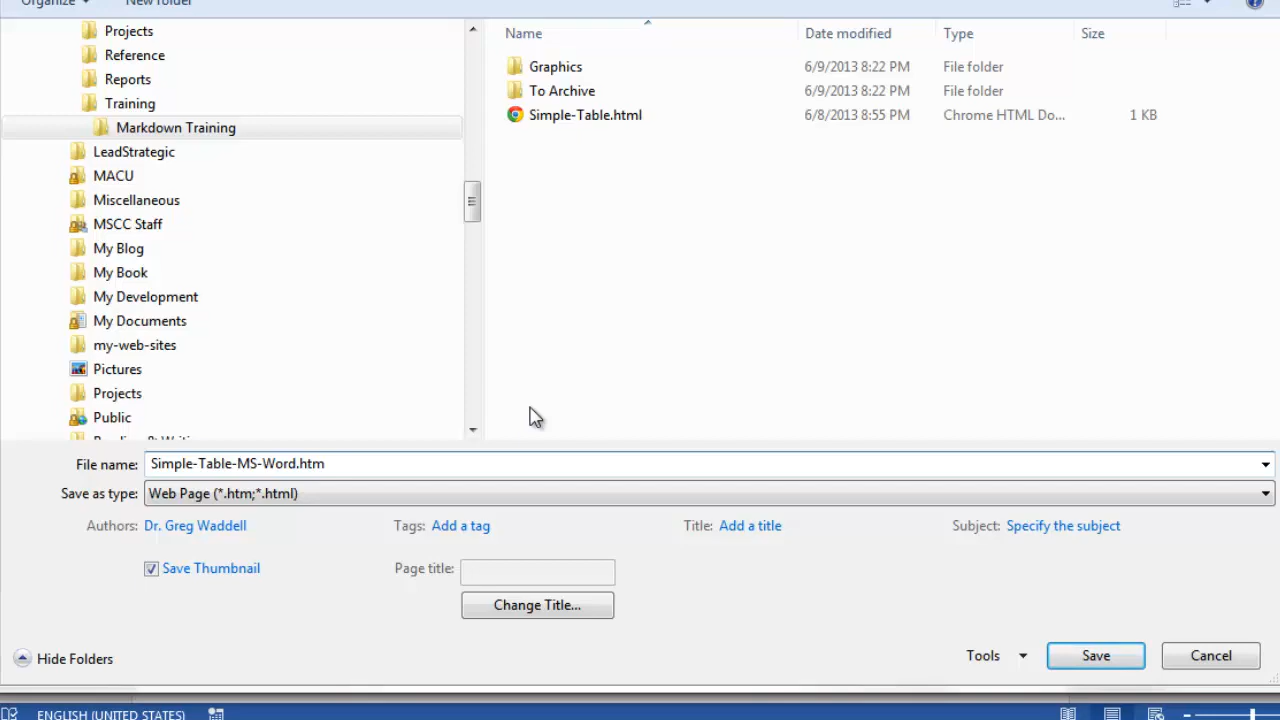 Organize New folder
Projects
Reference
Reports
Training
Markdown Training
LeadStrategic
MACU
Miscellaneous
MSCC Staff
My Blog
My Book
My Development
My Documents
my-web-sites
Pictures
Projects
Public
Name Date modified Type Size
Graphics 6/9/2013 8:22 PM File folder
To Archive 6/9/2013 8:22 PM File folder
Simple-Table.html 6/8/2013 8:55 PM Chrome HTML Do... 1 KB
File name: Simple-Table-MS-Word.htm
Save as type: Web Page (*.htm;*.html)
Authors: Dr. Greg Waddell Tags: Add a tag Title: Add a title Subject: Specify the subject
Save Thumbnail Page title:
Change Title...
Hide Folders Tools Save Cancel
ENGLISH (UNITED STATES)